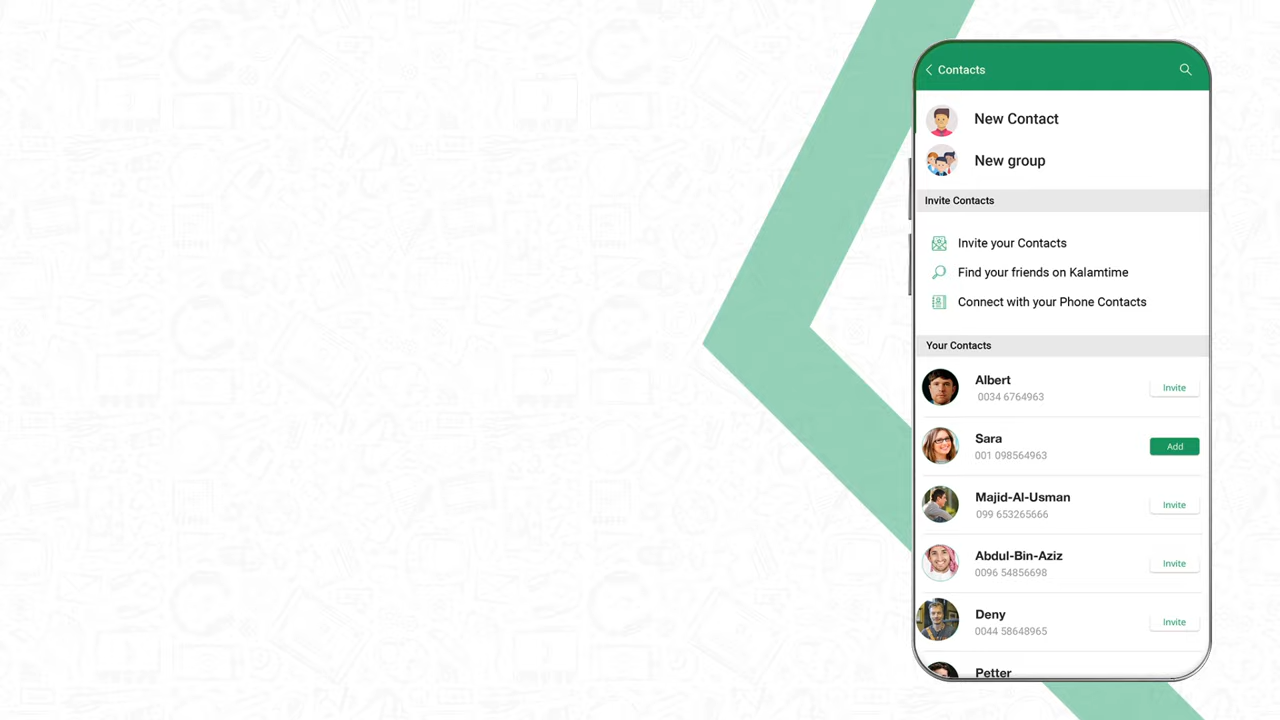 Contacts
New Contact
New group
Invite Contacts
Invite your Contacts
Find your friends on Kalamtime
Connect with your Phone Contacts
Your Contacts
Albert
0034 6764963
Invite
Sara
001 098564963
Add
Majid-Al-Usman
099 653265666
Invite
Abdul-Bin-Aziz
0096 54856698
Invite
Deny
0044 58648965
Invite
Petter